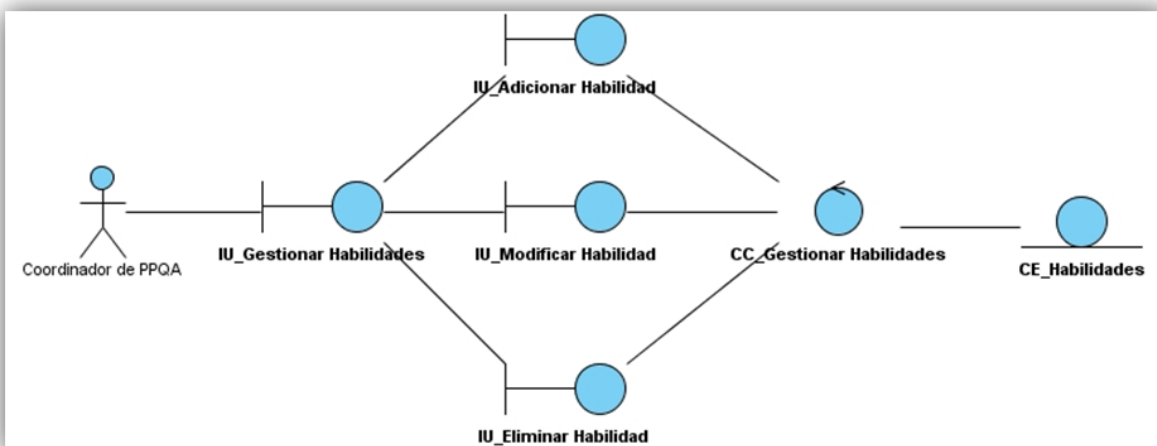 IU_Adicionar Habilidad
Coordinador de PPQA
IU_Gestionar Habilidades
IU_Modificar Habilidad
CC_Gestionar Habilidades
CE_Habilidades
IU_Eliminar Habilidad